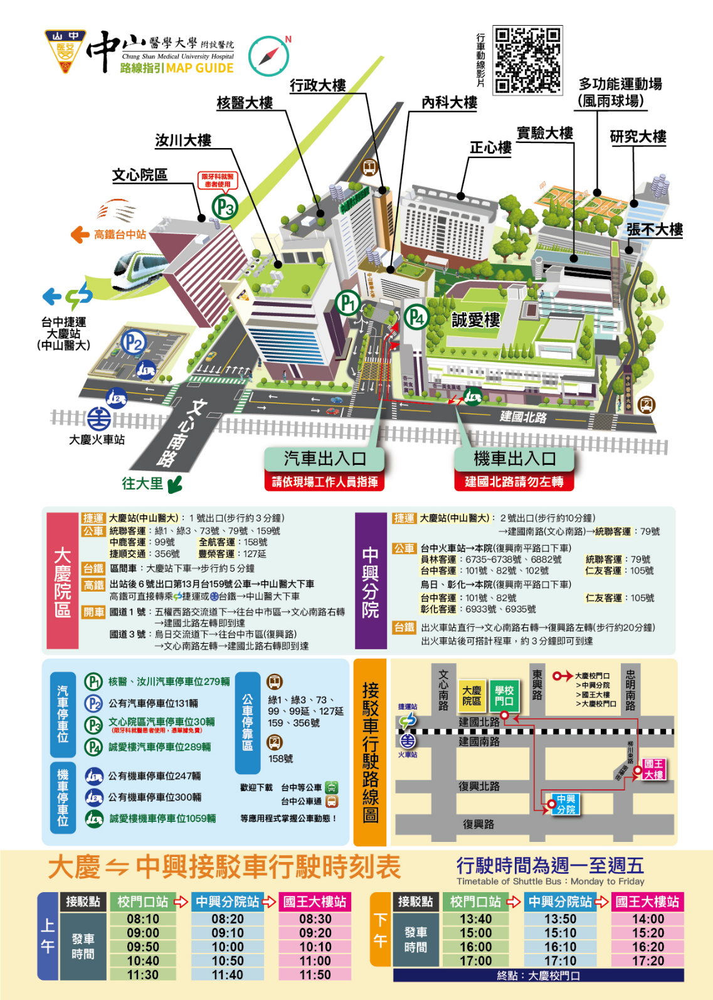 山中
醫
中山醫學大學 附設醫院
Chung Shan Medical University Hospital
路線指引 MAP GUIDE
N
行車動線影片
行政大樓
核醫大樓
內科大樓
多功能運動場
(風雨球場)
汝川大樓
正心樓
實驗大樓
研究大樓
文心院區
限牙科就醫
患者使用
P3
1
高鐵台中站
張不大樓
台中捷運
大慶站
(中山醫大)
P1
P4
誠愛樓
P2
1
2
大慶火車站
文心南路
建國北路
2
往大里
汽車出入口
請依現場工作人員指揮
機車出入口
建國北路請勿左轉
大慶院區
捷運 大慶站(中山醫大)：1 號出口(步行約 3 分鐘)
公車 統聯客運：綠1、綠3、73號、79號、159號
中鹿客運：99號 全航客運：158號
捷順交通：356號 豐榮客運：127延
台鐵 區間車：大慶站下車→步行約 5 分鐘
高鐵 出站後 6 號出口第13月台159號公車→中山醫大下車
高鐵可直接轉乘捷運或台鐵→中山醫大下車
開車 國道 1 號：五權西路交流道下→往台中市區→文心南路右轉
→建國北路左轉即到達
國道 3 號：烏日交流道下→往台中市區(復興路)
→文心南路左轉→建國北路右轉即到達
中興分院
捷運 大慶站(中山醫大)： 2 號出口(步行約10分鐘)
→建國南路(文心南路)→統聯客運：79號
公車 台中火車站→本院(復興南平路口下車)
員林客運：6735~6738號、6882號 統聯客運：79號
台中客運：101號、82號、102號 仁友客運：105號
烏日、彰化→本院(復興南平路口下車)
台中客運：101號、82號 仁友客運：105號
彰化客運：6933號、6935號
台鐵 出火車站直行→文心南路右轉→復興路左轉(步行約20分鐘)
出火車站後可搭計程車，約 3 分鐘即可到達
汽車停車位
P1 核醫、汝川汽車停車位279輛
P2 公有汽車停車位131輛
P3 文心院區汽車停車位30輛
(限牙科就醫患者使用，憑單據免費)
P4 誠愛樓汽車停車位289輛
機車停車位
1 公有機車停車位247輛
2 公有機車停車位300輛
誠愛樓機車停車位1059輛
公車停靠區
1
綠1、綠3、73、
99、99延、127延
159、356號
2
158號
歡迎下載 台中等公車
台中公車通
等應用程式掌握公車動態！
接駁車行駛路線圖
文心南路
東興路
忠明南路
大慶校門口
>中興分院
>國王大樓
>大慶校門口
大慶
院區
學校
門口
捷運站
火車站
建國北路
建國南路
柳川東路
國王
大樓
復興北路
中興
分院
復興路
大慶⇋中興接駁車行駛時刻表
行駛時間為週一至週五
Timetable of Shuttle Bus：Monday to Friday
上午
接駁點 校門口站 中興分院站 國王大樓站
發車
時間
08:10 08:20 08:30
09:00 09:10 09:20
09:50 10:00 10:10
10:40 10:50 11:00
11:30 11:40 11:50
下午
接駁點 校門口站 中興分院站 國王大樓站
發車
時間
13:40 13:50 14:00
15:00 15:10 15:20
16:00 16:10 16:20
17:00 17:10 17:20
終點：大慶校門口